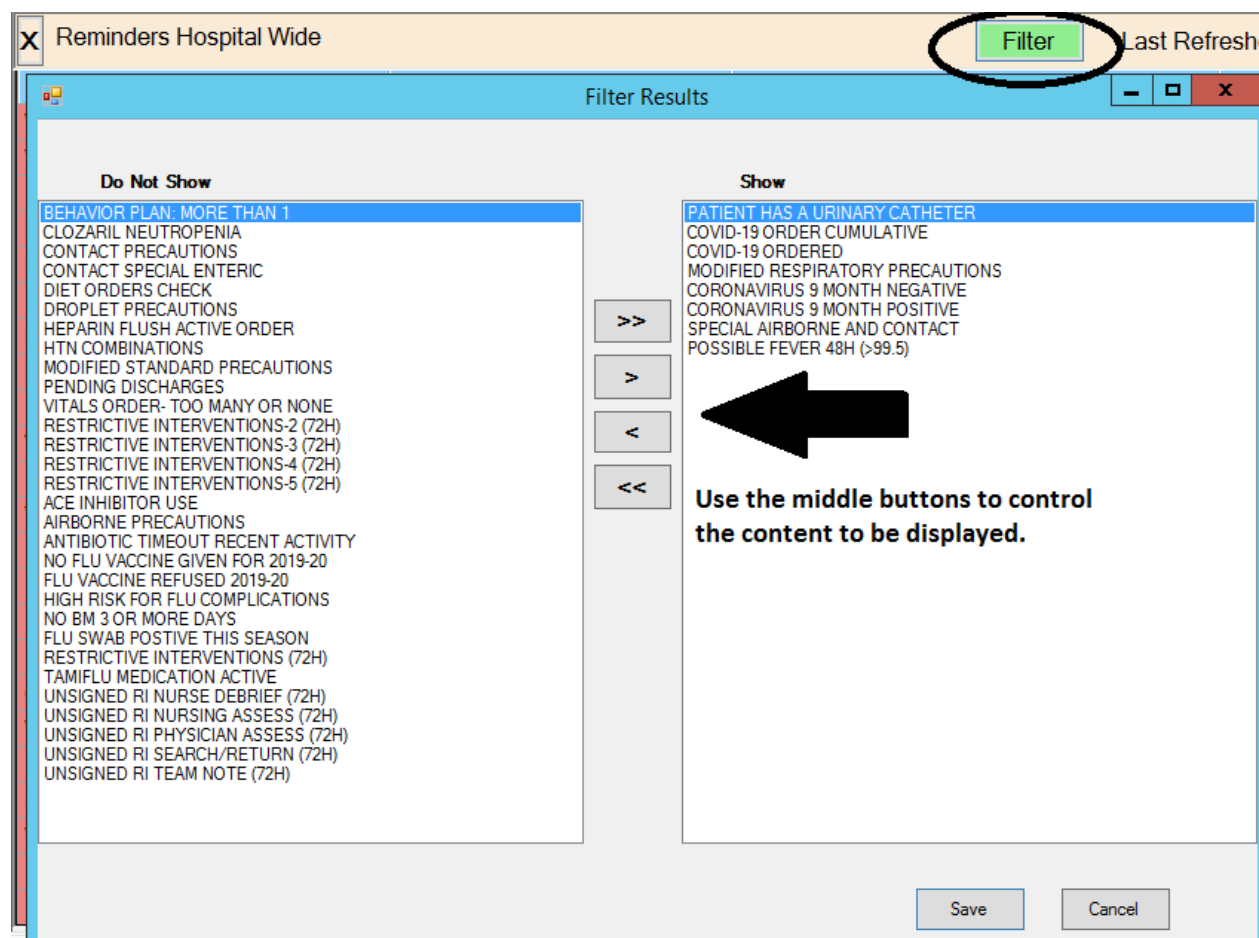 X Reminders Hospital Wide
Filter
Last Refreshe
Filter Results
X
Do Not Show
BEHAVIOR PLAN: MORE THAN 1
CLOZARIL NEUTROPENIA
CONTACT PRECAUTIONS
CONTACT SPECIAL ENTERIC
DIET ORDERS CHECK
DROPLET PRECAUTIONS
HEPARIN FLUSH ACTIVE ORDER
HTN COMBINATIONS
MODIFIED STANDARD PRECAUTIONS
PENDING DISCHARGES
VITALS ORDER- TOO MANY OR NONE
RESTRICTIVE INTERVENTIONS-2 (72H)
RESTRICTIVE INTERVENTIONS-3 (72H)
RESTRICTIVE INTERVENTIONS-4 (72H)
RESTRICTIVE INTERVENTIONS-5 (72H)
ACE INHIBITOR USE
AIRBORNE PRECAUTIONS
ANTIBIOTIC TIMEOUT RECENT ACTIVITY
NO FLU VACCINE GIVEN FOR 2019-20
FLU VACCINE REFUSED 2019-20
HIGH RISK FOR FLU COMPLICATIONS
NO BM 3 OR MORE DAYS
FLU SWAB POSTIVE THIS SEASON
RESTRICTIVE INTERVENTIONS (72H)
TAMIFLU MEDICATION ACTIVE
UNSIGNED RI NURSE DEBRIEF (72H)
UNSIGNED RI NURSING ASSESS (72H)
UNSIGNED RI PHYSICIAN ASSESS (72H)
UNSIGNED RI SEARCH/RETURN (72H)
UNSIGNED RI TEAM NOTE (72H)
>>
>
<
<<
Show
PATIENT HAS A URINARY CATHETER
COVID-19 ORDER CUMULATIVE
COVID-19 ORDERED
MODIFIED RESPIRATORY PRECAUTIONS
CORONAVIRUS 9 MONTH NEGATIVE
CORONAVIRUS 9 MONTH POSITIVE
SPECIAL AIRBORNE AND CONTACT
POSSIBLE FEVER 48H (>99.5)
Use the middle buttons to control
the content to be displayed.
Save
Cancel